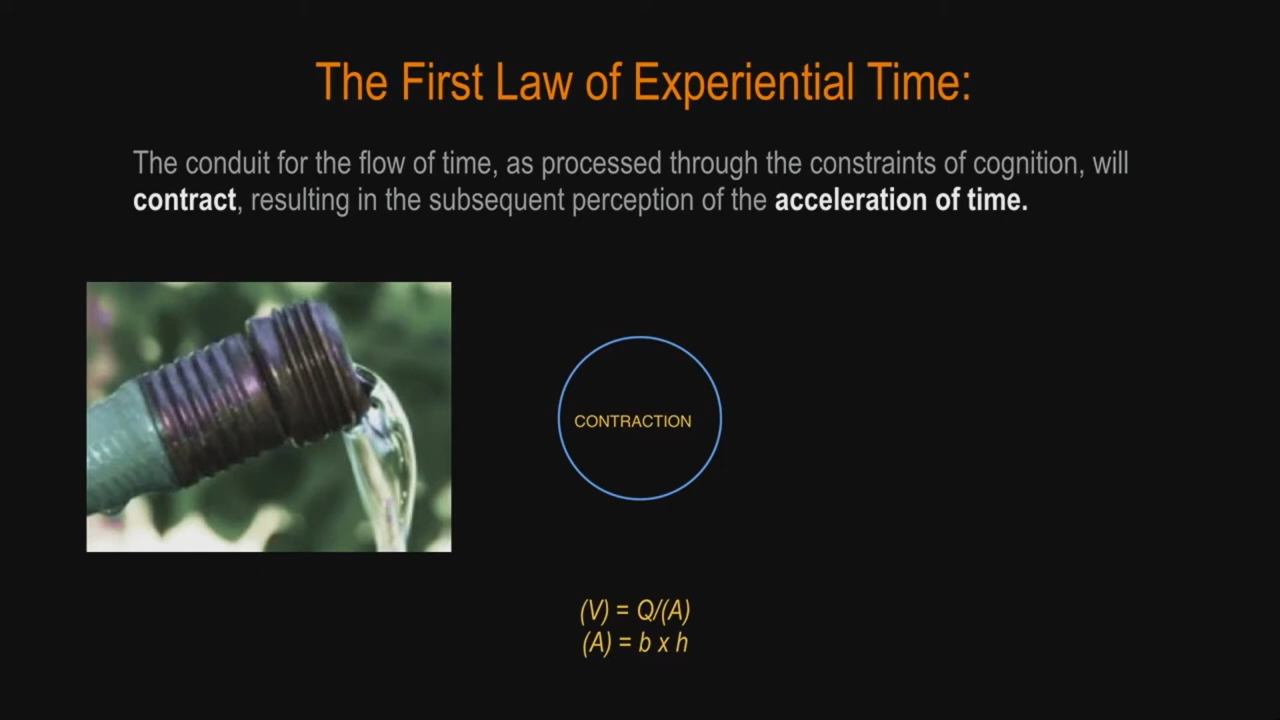 The First Law of Experiential Time:
The conduit for the flow of time, as processed through the constraints of cognition, will
contract, resulting in the subsequent perception of the acceleration of time.
CONTRACTION
(V) = Q/(A)
(A) = b x h